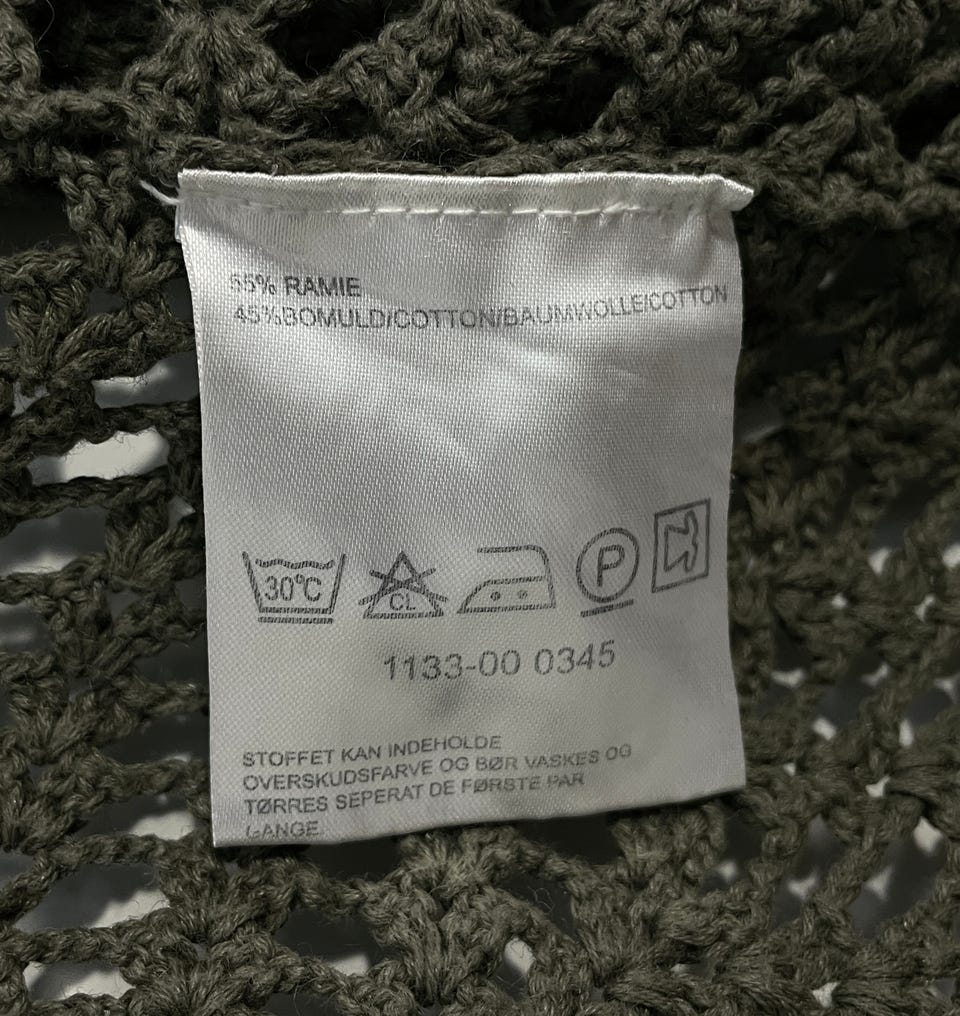 55% RAMIE
45%BOMULD/COTTON/BAUMWOLLE/COTTON
30°C
CL
P
1133-00 0345
STOFFET KAN INDEHOLDE
OVERSKUDSFARVE OG BØR VASKES OG
TØRRES SEPERAT DE FØRSTE PAR
GANGE.